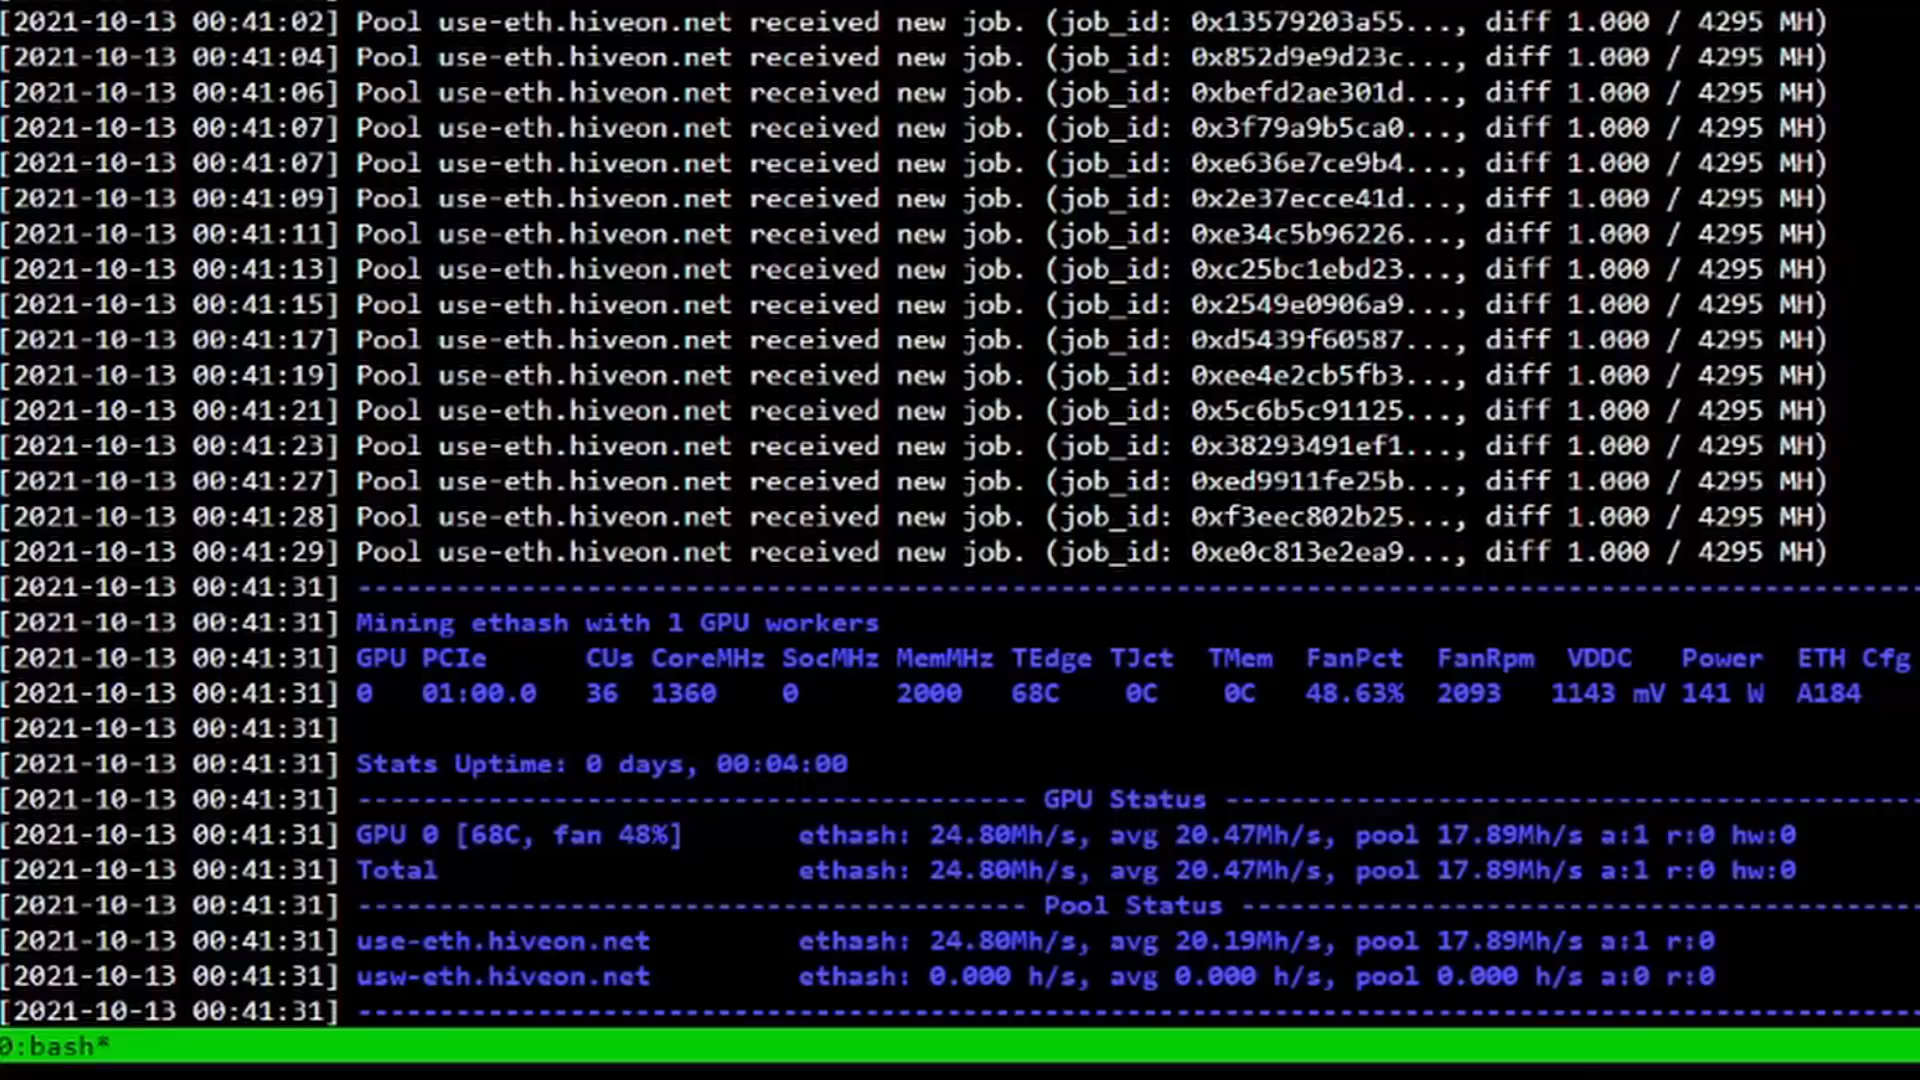 [2021-10-13 00:41:02] Pool use-eth.hiveon.net received new job. (job_id: 0x13579203a55..., diff 1.000 / 4295 MH)
[2021-10-13 00:41:04] Pool use-eth.hiveon.net received new job. (job_id: 0x852d9e9d23c..., diff 1.000 / 4295 MH)
[2021-10-13 00:41:06] Pool use-eth.hiveon.net received new job. (job_id: 0xbefd2ae301d..., diff 1.000 / 4295 MH)
[2021-10-13 00:41:07] Pool use-eth.hiveon.net received new job. (job_id: 0x3f79a9b5ca0..., diff 1.000 / 4295 MH)
[2021-10-13 00:41:07] Pool use-eth.hiveon.net received new job. (job_id: 0xe636e7ce9b4..., diff 1.000 / 4295 MH)
[2021-10-13 00:41:09] Pool use-eth.hiveon.net received new job. (job_id: 0x2e37ecce41d..., diff 1.000 / 4295 MH)
[2021-10-13 00:41:11] Pool use-eth.hiveon.net received new job. (job_id: 0xe34c5b96226..., diff 1.000 / 4295 MH)
[2021-10-13 00:41:13] Pool use-eth.hiveon.net received new job. (job_id: 0xc25bc1ebd23..., diff 1.000 / 4295 MH)
[2021-10-13 00:41:15] Pool use-eth.hiveon.net received new job. (job_id: 0x2549e0906a9..., diff 1.000 / 4295 MH)
[2021-10-13 00:41:17] Pool use-eth.hiveon.net received new job. (job_id: 0xd5439f60587..., diff 1.000 / 4295 MH)
[2021-10-13 00:41:19] Pool use-eth.hiveon.net received new job. (job_id: 0xee4e2cb5fb3..., diff 1.000 / 4295 MH)
[2021-10-13 00:41:21] Pool use-eth.hiveon.net received new job. (job_id: 0x5c6b5c91125..., diff 1.000 / 4295 MH)
[2021-10-13 00:41:23] Pool use-eth.hiveon.net received new job. (job_id: 0x38293491ef1..., diff 1.000 / 4295 MH)
[2021-10-13 00:41:27] Pool use-eth.hiveon.net received new job. (job_id: 0xed9911fe25b..., diff 1.000 / 4295 MH)
[2021-10-13 00:41:28] Pool use-eth.hiveon.net received new job. (job_id: 0xf3eec802b25..., diff 1.000 / 4295 MH)
[2021-10-13 00:41:29] Pool use-eth.hiveon.net received new job. (job_id: 0xe0c813e2ea9..., diff 1.000 / 4295 MH)
[2021-10-13 00:41:31] ------------------------------------------------------------
[2021-10-13 00:41:31] Mining ethash with 1 GPU workers
[2021-10-13 00:41:31] GPU PCIe CUs CoreMHz SocMHz MemMHz TEdge TJct TMem FanPct FanRpm VDDC Power ETH Cfg
[2021-10-13 00:41:31] 0 01:00.0 36 1360 0 2000 68C 0C 0C 48.63% 2093 1143 mV 141 W A184
[2021-10-13 00:41:31]
[2021-10-13 00:41:31] Stats Uptime: 0 days, 00:04:00
[2021-10-13 00:41:31] ----------------------------------------- GPU Status ------------------------------------------
[2021-10-13 00:41:31] GPU 0 [68C, fan 48%] ethash: 24.80Mh/s, avg 20.47Mh/s, pool 17.89Mh/s a:1 r:0 hw:0
[2021-10-13 00:41:31] Total ethash: 24.80Mh/s, avg 20.47Mh/s, pool 17.89Mh/s a:1 r:0 hw:0
[2021-10-13 00:41:31] ----------------------------------------- Pool Status -----------------------------------------
[2021-10-13 00:41:31] use-eth.hiveon.net ethash: 24.80Mh/s, avg 20.19Mh/s, pool 17.89Mh/s a:1 r:0
[2021-10-13 00:41:31] usw-eth.hiveon.net ethash: 0.000 h/s, avg 0.000 h/s, pool 0.000 h/s a:0 r:0
[2021-10-13 00:41:31] ------------------------------------------------------------
0:bash*